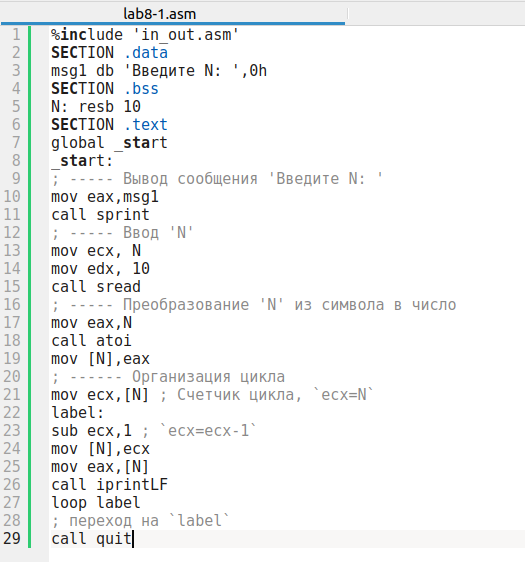 lab8-1.asm
1 %include 'in_out.asm'
2 SECTION .data
3 msg1 db 'Введите N: ',0h
4 SECTION .bss
5 N: resb 10
6 SECTION .text
7 global _start
8 _start:
9 ; ----- Вывод сообщения 'Введите N: '
10 mov eax,msg1
11 call sprint
12 ; ----- Ввод 'N'
13 mov ecx, N
14 mov edx, 10
15 call sread
16 ; ----- Преобразование 'N' из символа в число
17 mov eax,N
18 call atoi
19 mov [N],eax
20 ; ------ Организация цикла
21 mov ecx,[N] ; Счетчик цикла, `ecx=N`
22 label:
23 sub ecx,1 ; `ecx=ecx-1`
24 mov [N],ecx
25 mov eax,[N]
26 call iprintLF
27 loop label
28 ; переход на `label`
29 call quit